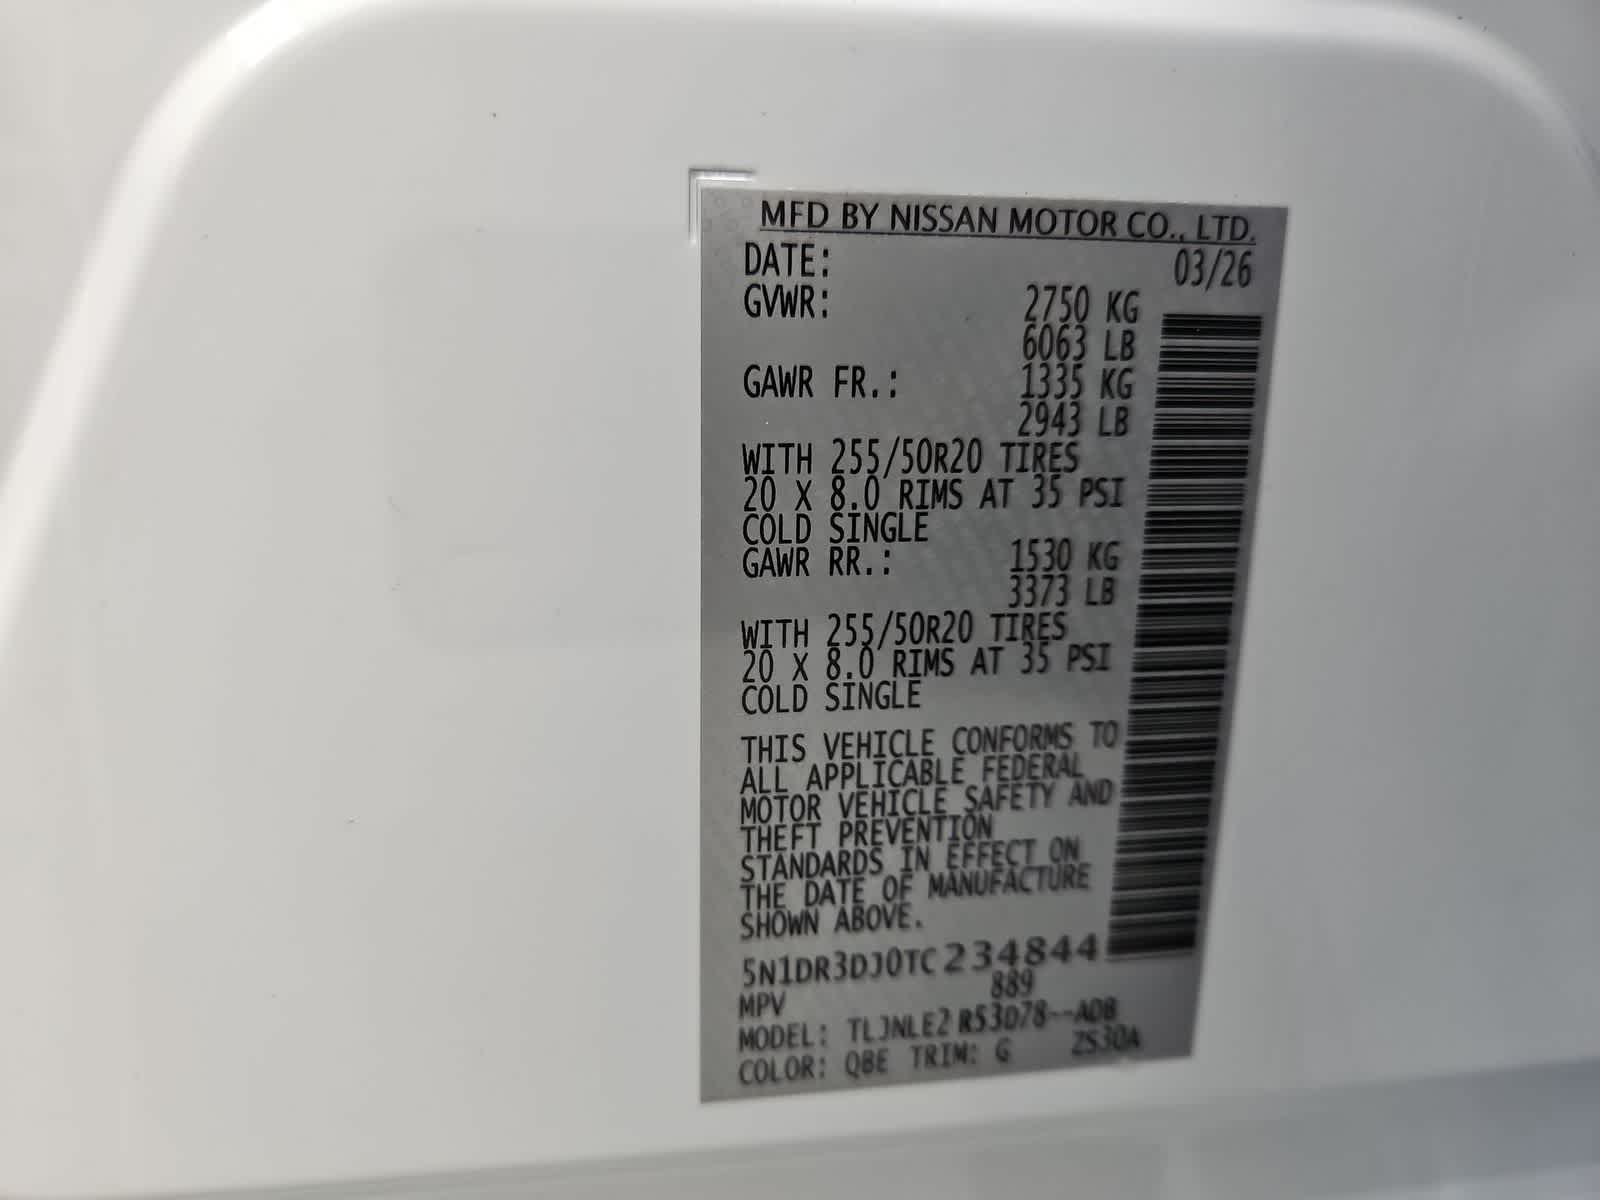 MFD BY NISSAN MOTOR CO., LTD.
DATE: 03/26
GVWR: 2750 KG
6063 LB
GAWR FR.: 1335 KG
2943 LB
WITH 255/50R20 TIRES
20 X 8.0 RIMS AT 35 PSI
COLD SINGLE
GAWR RR.: 1530 KG
3373 LB
WITH 255/50R20 TIRES
20 X 8.0 RIMS AT 35 PSI
COLD SINGLE
THIS VEHICLE CONFORMS TO
ALL APPLICABLE FEDERAL
MOTOR VEHICLE SAFETY AND
THEFT PREVENTION
STANDARDS IN EFFECT ON
THE DATE OF MANUFACTURE
SHOWN ABOVE.
5N1DR3DJ0TC234844
MPV 889
MODEL: TLJNLE2 R53D78--ADB
COLOR: QBE TRIM: G ZS30A